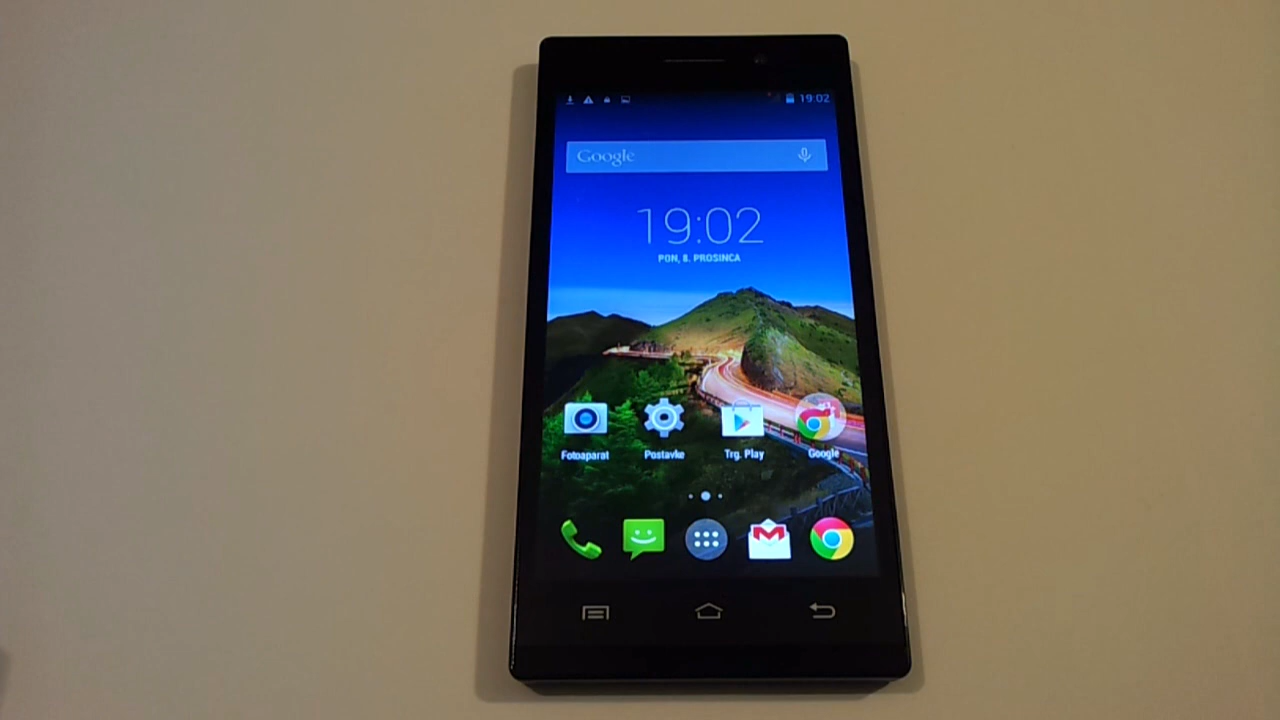 19:02
Google
19:02
PON, 8. PROSINCA
Fotoaparat
Postavke
Trg. Play
Google